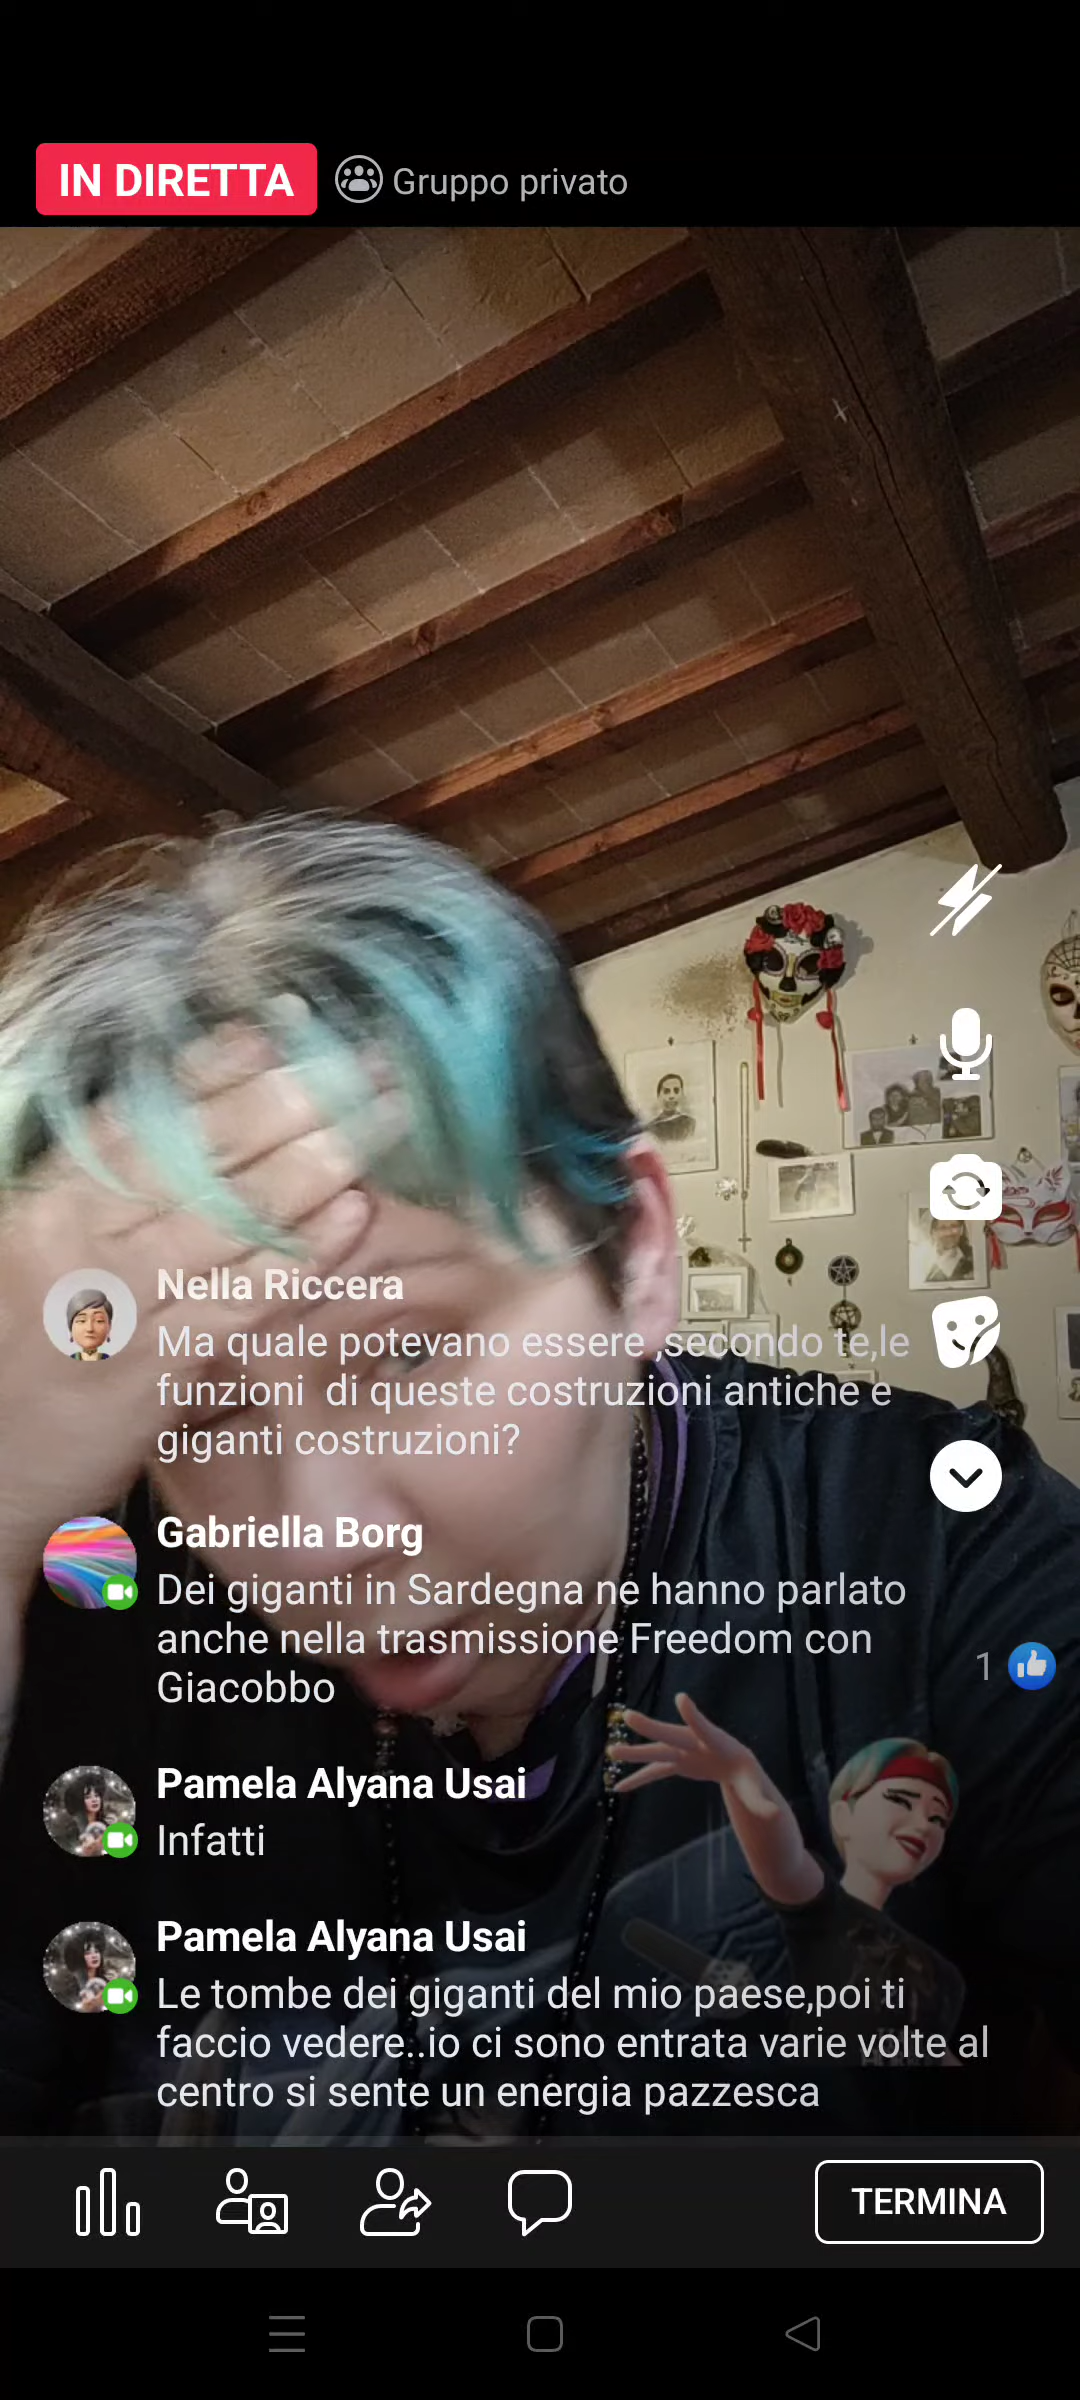 IN DIRETTA
Gruppo privato
Nella Riccera
Ma quale potevano essere ,secondo te,le
funzioni  di queste costruzioni antiche e
giganti costruzioni?
Gabriella Borg
Dei giganti in Sardegna ne hanno parlato
anche nella trasmissione Freedom con
Giacobbo
1
Pamela Alyana Usai
Infatti
Pamela Alyana Usai
Le tombe dei giganti del mio paese,poi ti
faccio vedere..io ci sono entrata varie volte al
centro si sente un energia pazzesca
TERMINA